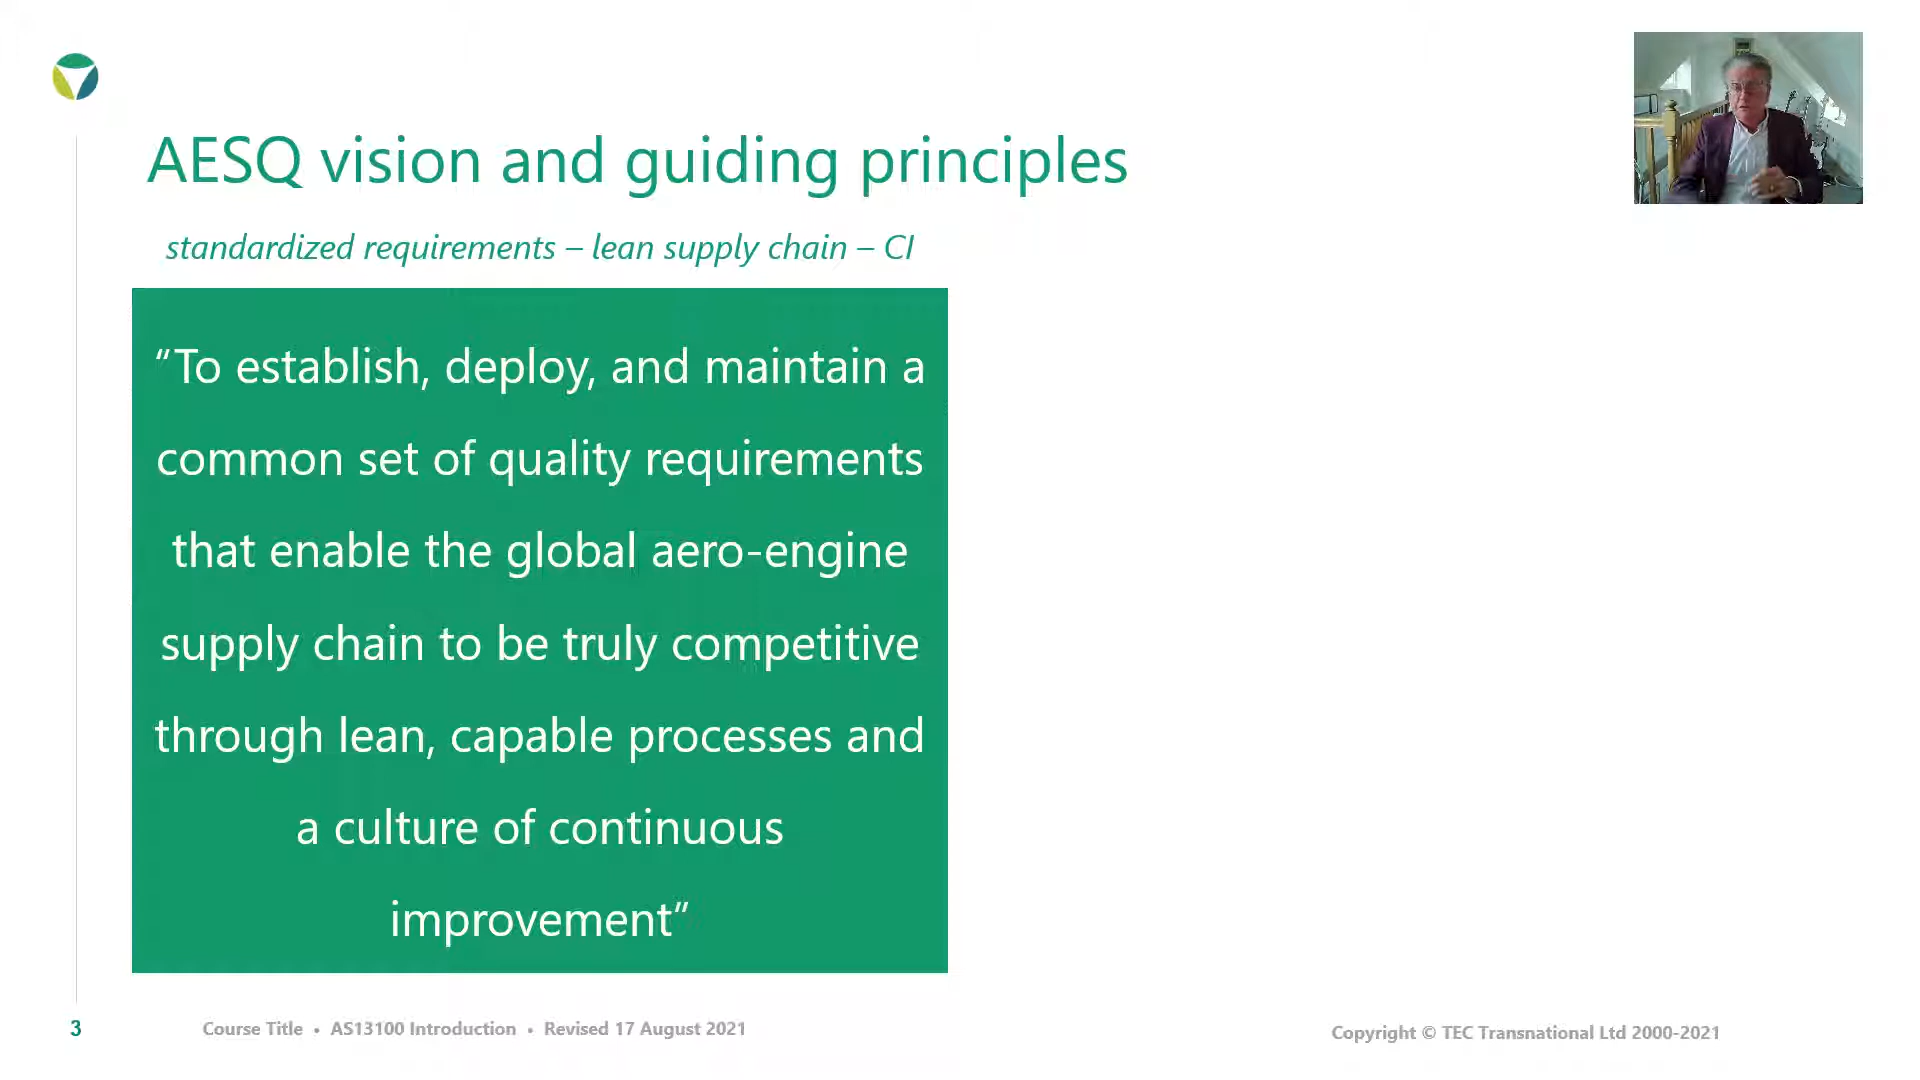 AESQ vision and guiding principles
standardized requirements – lean supply chain – CI
“To establish, deploy, and maintain a
common set of quality requirements
that enable the global aero-engine
supply chain to be truly competitive
through lean, capable processes and
a culture of continuous
improvement”
3
Course Title • AS13100 Introduction • Revised 17 August 2021
Copyright © TEC Transnational Ltd 2000-2021